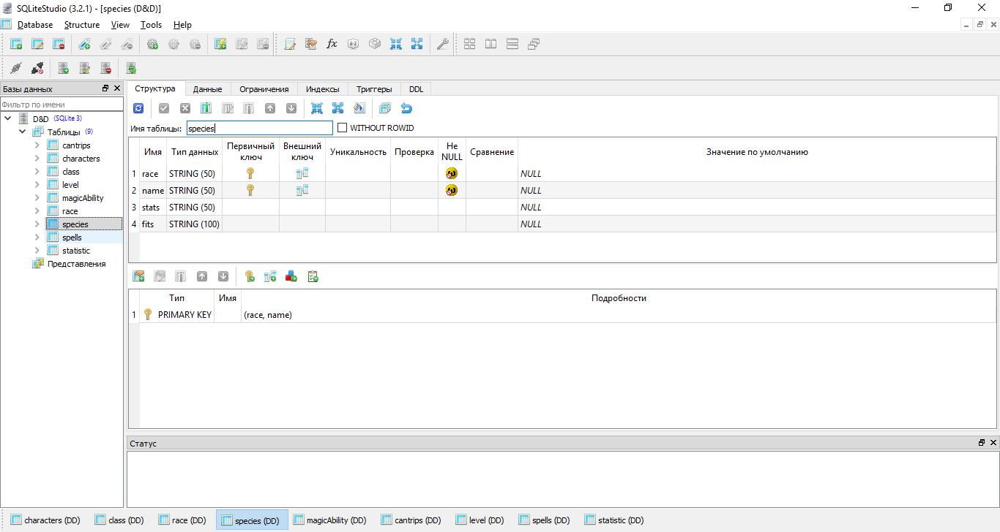 SQLiteStudio (3.2.1) - [species (D&D)]
Database Structure View Tools Help
Базы данных
Фильтр по имени
D&D (SQLite 3)
Таблицы (9)
cantrips
characters
class
level
magicAbility
race
species
spells
statistic
Представления
Структура Данные Ограничения Индексы Триггеры DDL
Имя таблицы: species WITHOUT ROWID
Имя Тип данных Первичный ключ Внешний ключ Уникальность Проверка Не NULL Сравнение Значение по умолчанию
1 race STRING (50) NULL
2 name STRING (50) NULL
3 stats STRING (50) NULL
4 fits STRING (100) NULL
Тип Имя Подробности
1 PRIMARY KEY (race, name)
Статус
characters (DD) class (DD) race (DD) species (DD) magicAbility (DD) cantrips (DD) level (DD) spells (DD) statistic (DD)